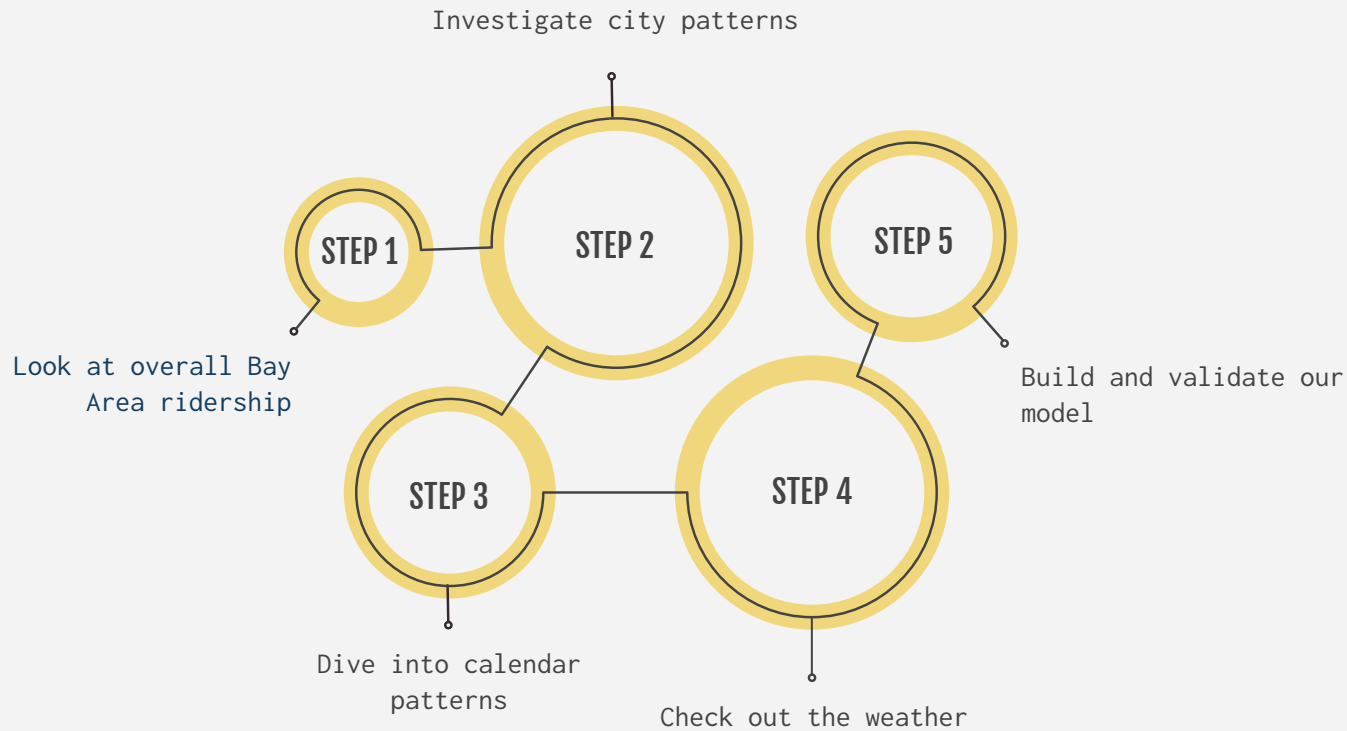 Investigate city patterns
STEP 1
STEP 2
STEP 5
Look at overall Bay
Area ridership
Build and validate our
model
STEP 3
STEP 4
Dive into calendar
patterns
Check out the weather